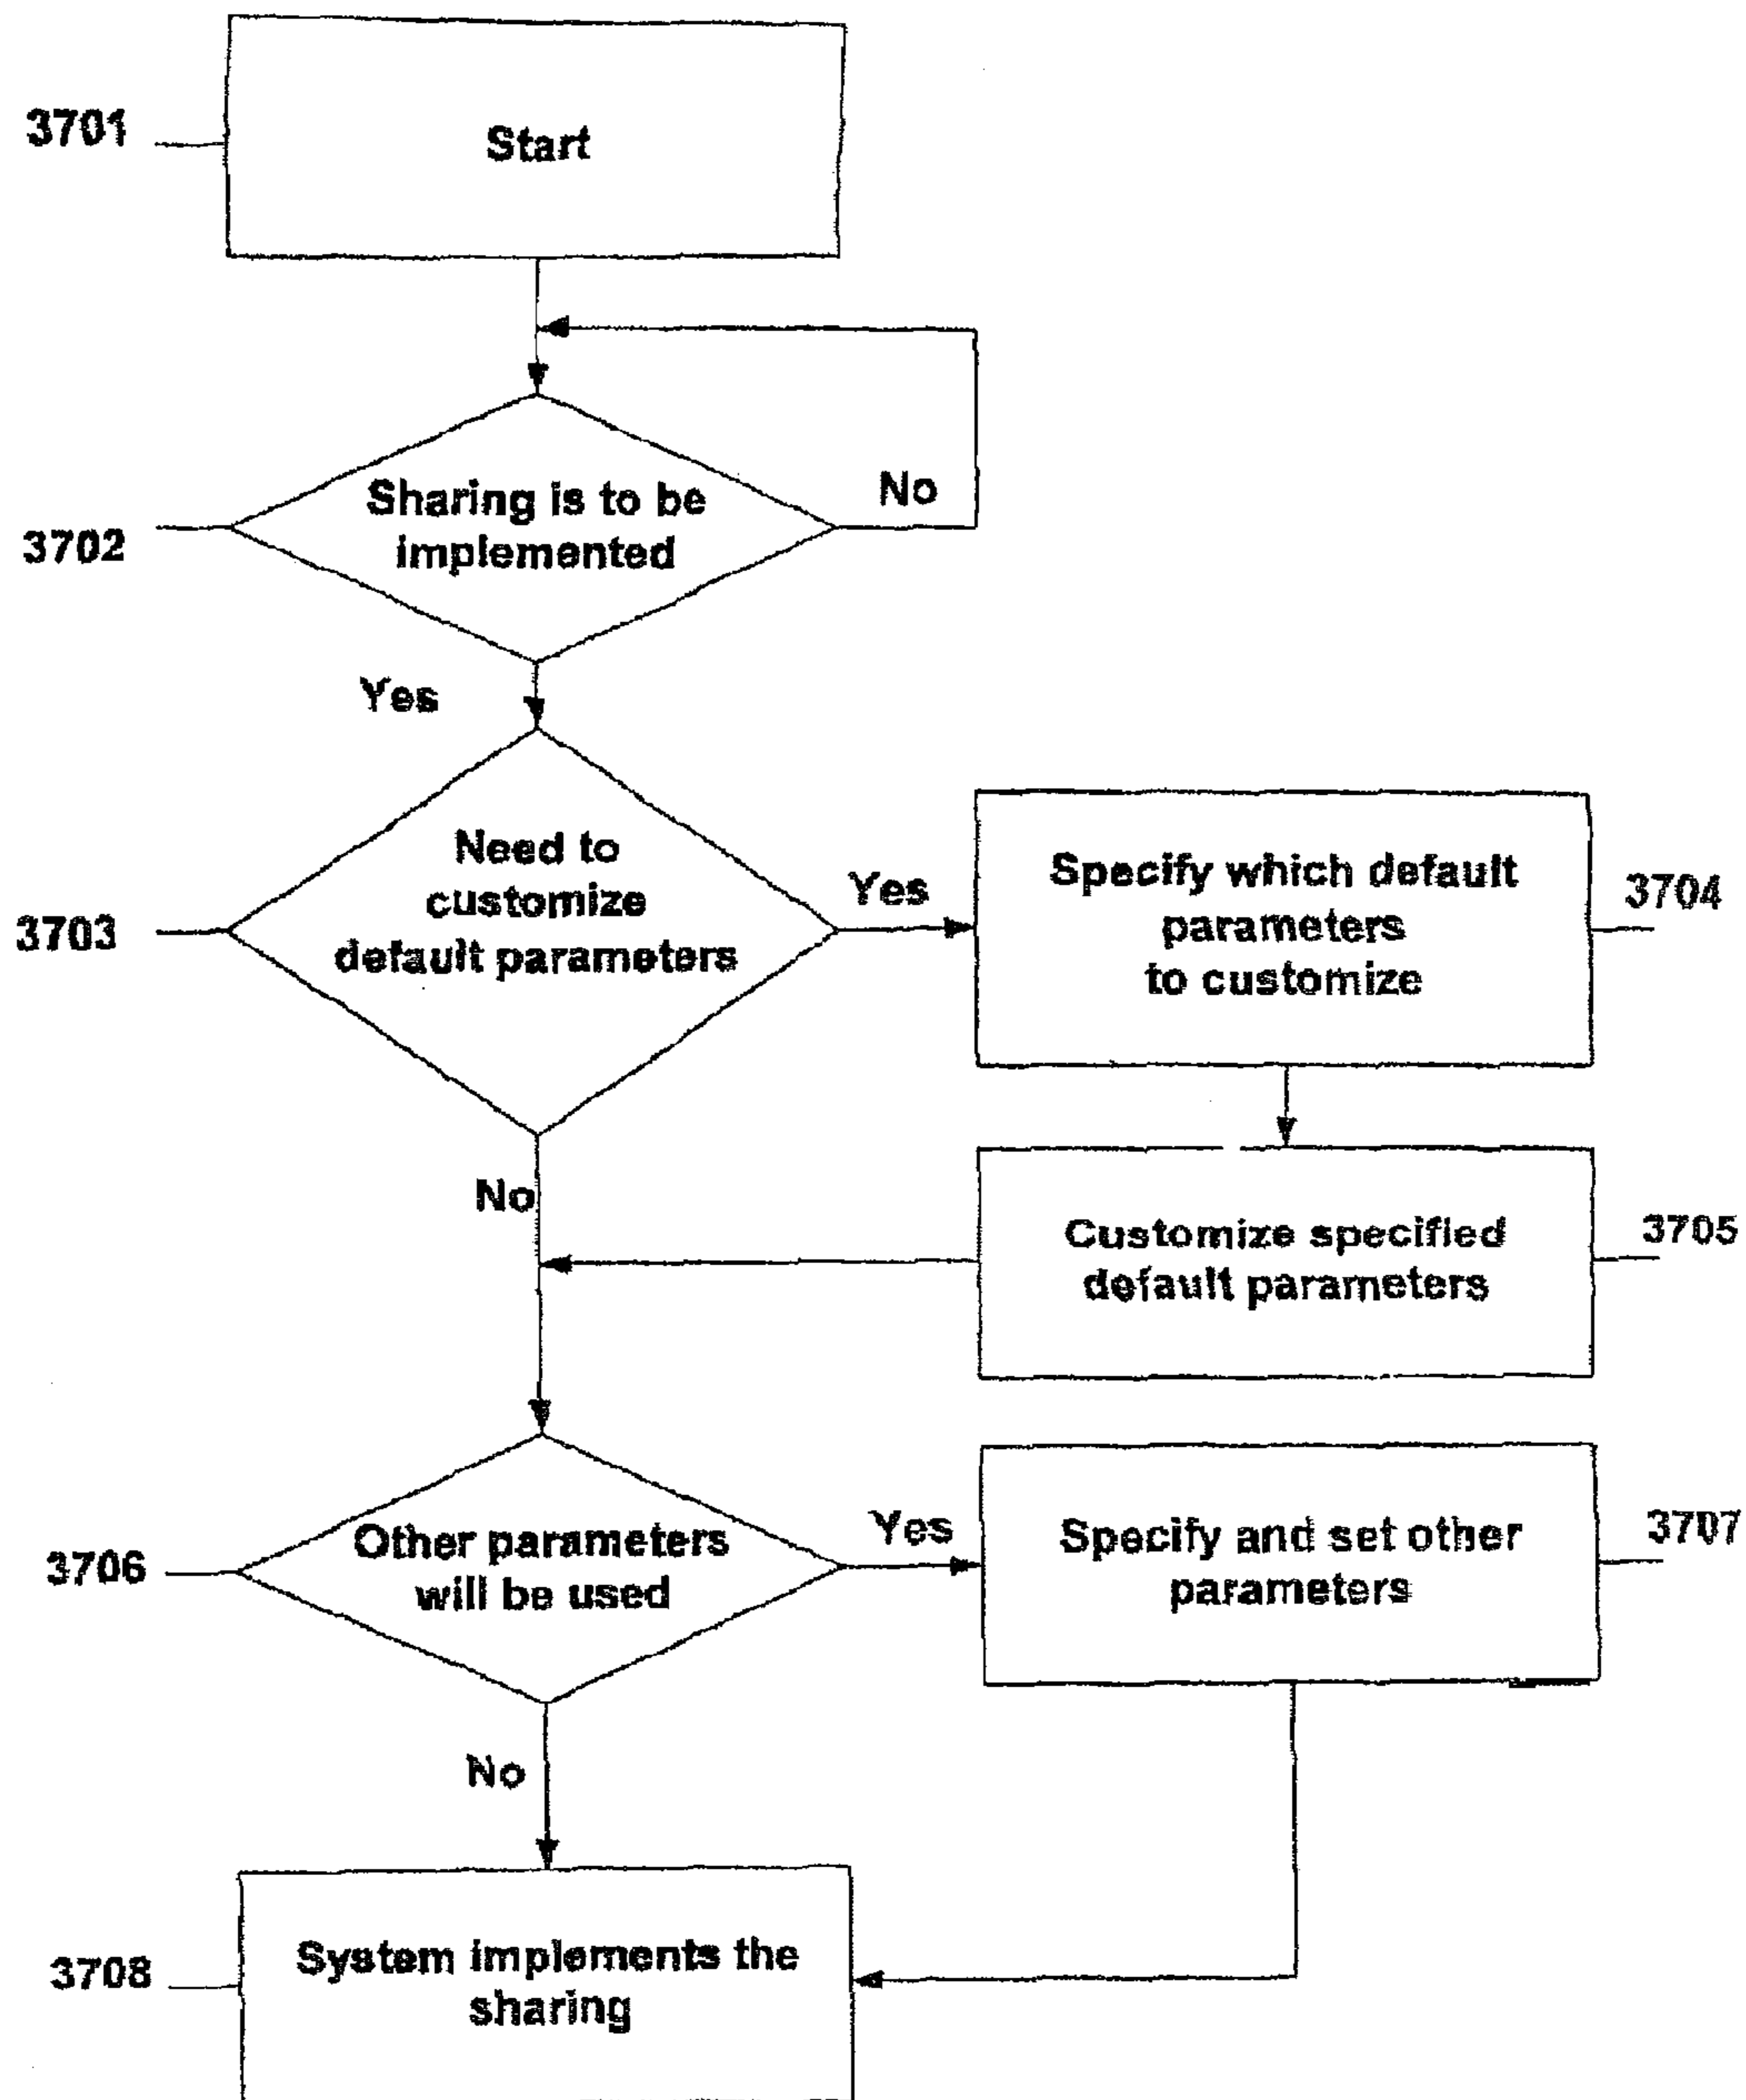 3701
Start
3702
Sharing is to be
implemented
No
Yes
3703
Need to
customize
default parameters
Yes
Specify which default
parameters
to customize
3704
No
Customize specified
default parameters
3705
3706
Other parameters
will be used
Yes
Specify and set other
parameters
3707
No
3708
System implements the
sharing